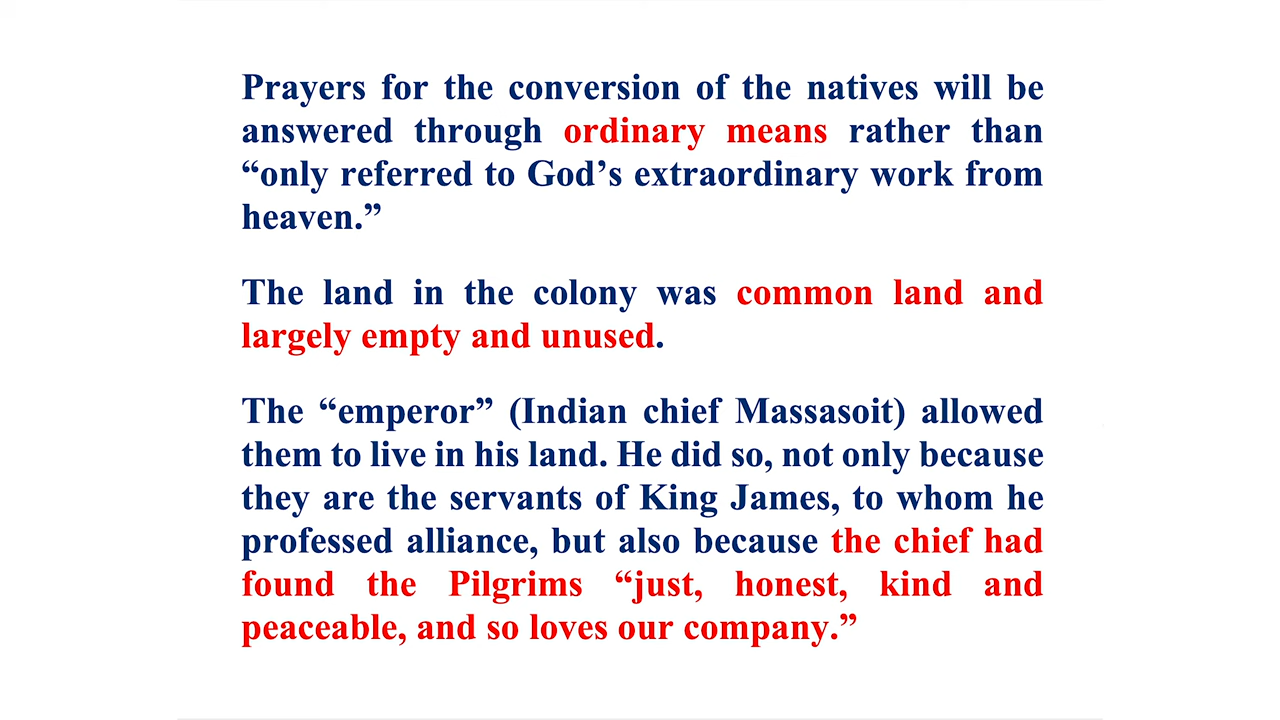 Prayers for the conversion of the natives will be
answered through ordinary means rather than
“only referred to God’s extraordinary work from
heaven.”
The land in the colony was common land and
largely empty and unused.
The “emperor” (Indian chief Massasoit) allowed
them to live in his land. He did so, not only because
they are the servants of King James, to whom he
professed alliance, but also because the chief had
found the Pilgrims “just, honest, kind and
peaceable, and so loves our company.”